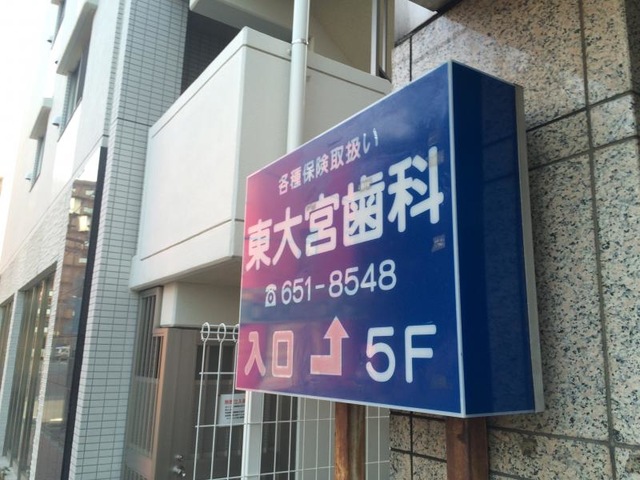 各種保険取扱い
東大宮歯科
☎651-8548
入口 5F